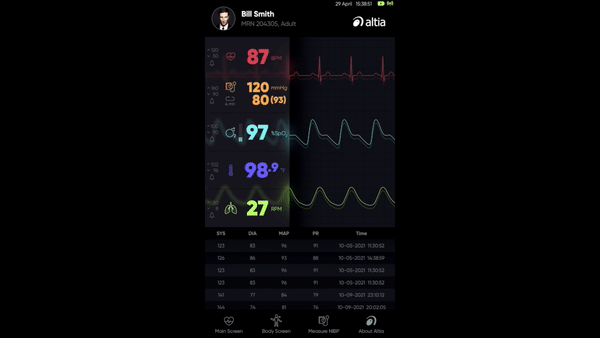 29 April 15:38:51
Bill Smith
MRN 204305, Adult
altia
87 BPM
120 mmHg
80 (93)
97 %SpO2
98.9 °F
27 RPM
SYS DIA MAP PR Time
123 83 96 91 10-05-2021 11:30:52
126 86 93 88 10-05-2021 14:38:59
123 83 96 91 10-05-2021 11:30:52
123 83 96 91 10-05-2021 11:30:52
141 77 84 79 10-09-2021 23:10:12
144 74 81 76 10-09-2021 20:02:05
Main Screen Body Screen Measure NIBP About Altia